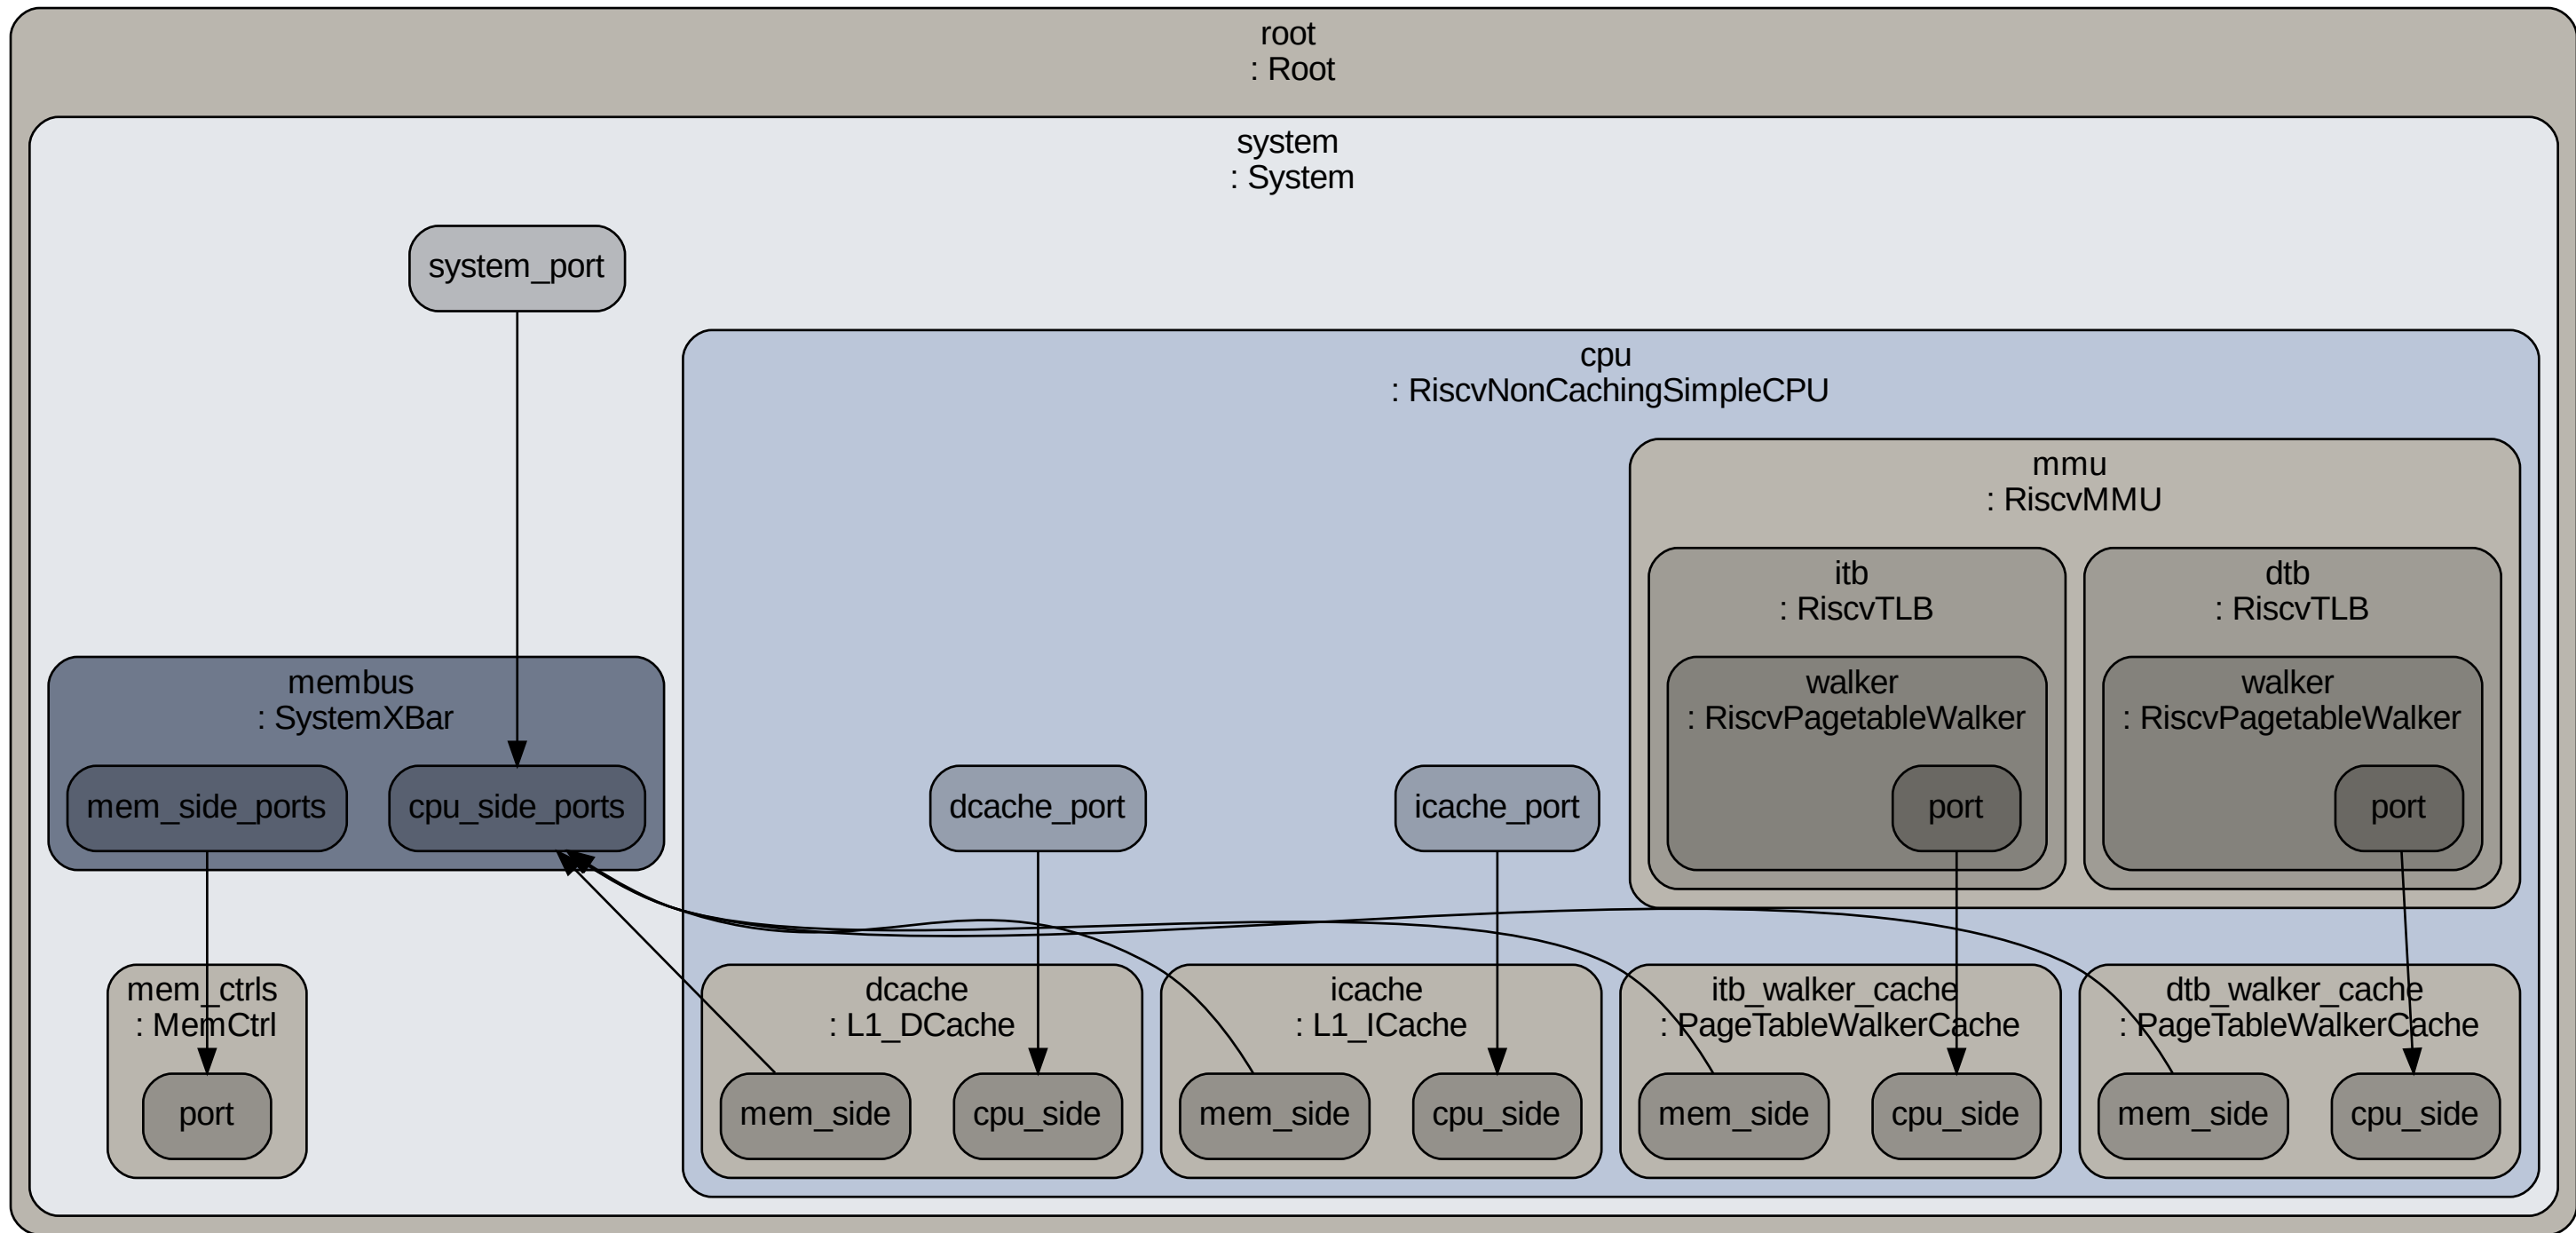 root
: Root
system
: System
system_port
cpu
: RiscvNonCachingSimpleCPU
mmu
: RiscvMMU
itb
: RiscvTLB
dtb
: RiscvTLB
membus
: SystemXBar
walker
: RiscvPagetableWalker
walker
: RiscvPagetableWalker
mem_side_ports
cpu_side_ports
dcache_port
icache_port
port
port
mem_ctrls
: MemCtrl
dcache
: L1_DCache
icache
: L1_ICache
itb_walker_cache
: PageTableWalkerCache
dtb_walker_cache
: PageTableWalkerCache
port
mem_side
cpu_side
mem_side
cpu_side
mem_side
cpu_side
mem_side
cpu_side